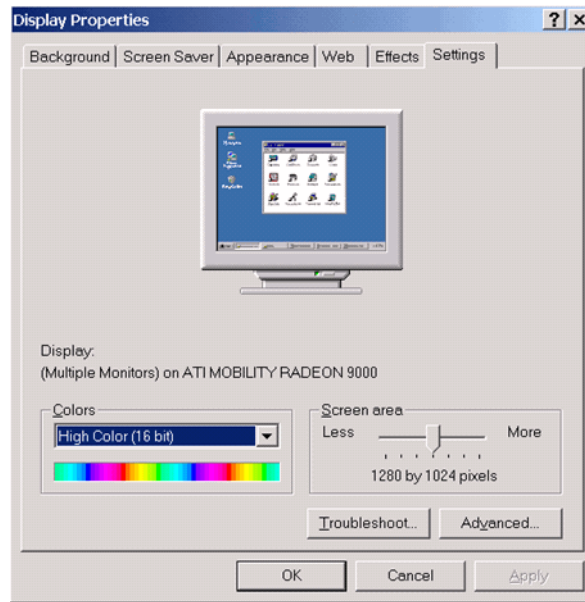 Display Properties
Background Screen Saver Appearance Web Effects Settings
Display:
(Multiple Monitors) on ATI MOBILITY RADEON 9000
Colors
High Color (16 bit)
Screen area
Less More
1280 by 1024 pixels
Troubleshoot... Advanced...
OK Cancel Apply